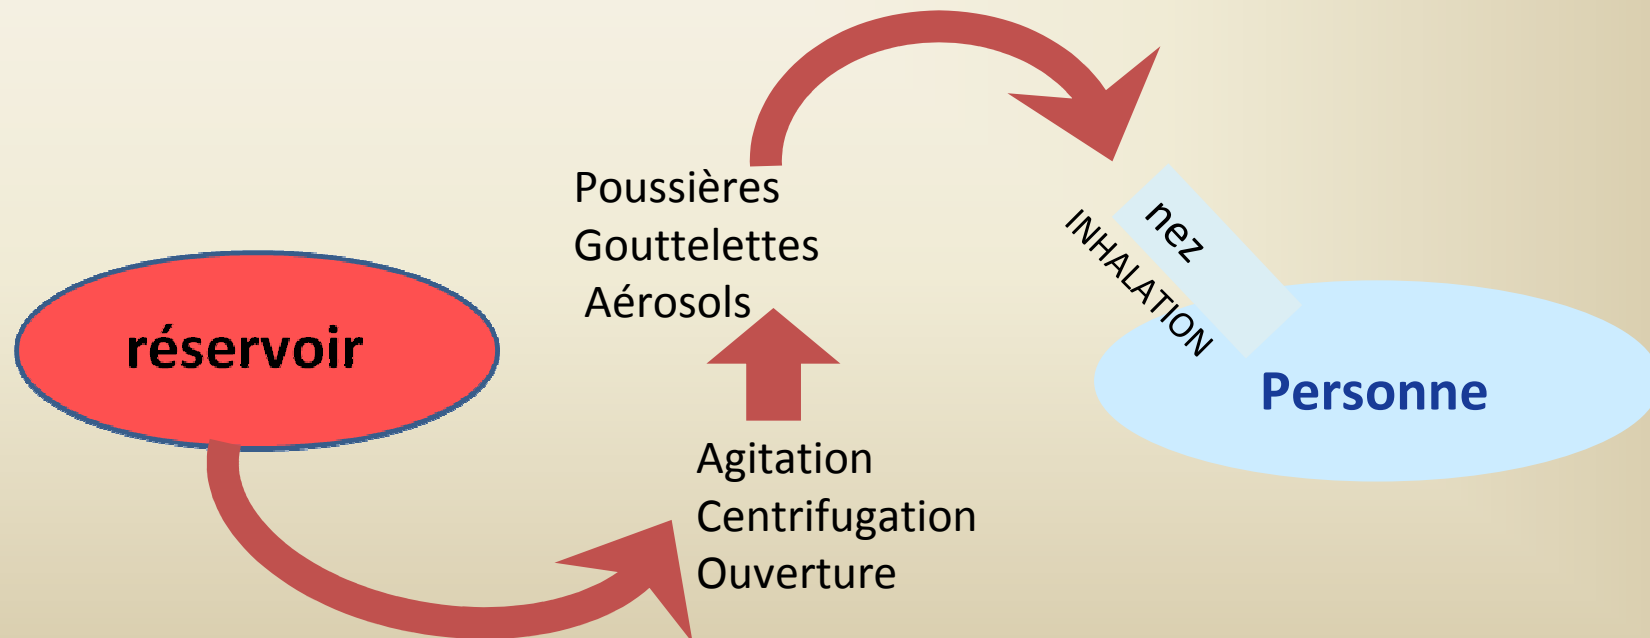 réservoir
Poussières
Gouttelettes
Aérosols
Agitation
Centrifugation
Ouverture
nez
INHALATION
Personne